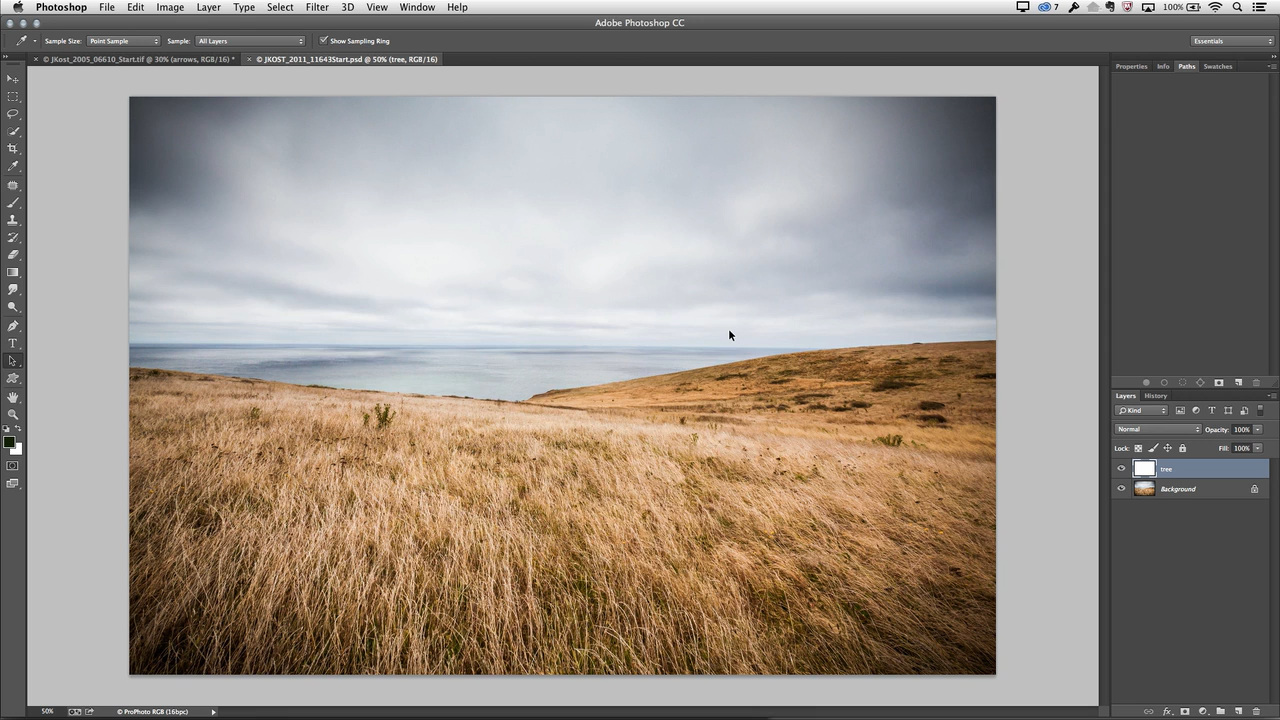 Photoshop File Edit Image Layer Type Select Filter 3D View Window Help 7 100%
Adobe Photoshop CC
Sample Size: Point Sample Sample: All Layers Show Sampling Ring Essentials
× © JKost_2005_06610_Start.tif @ 30% (arrows, RGB/16) * × © JKOST_2011_11643Start.psd @ 50% (tree, RGB/16)
Properties Info Paths Swatches
Layers History
Kind
Normal Opacity: 100%
Lock: Fill: 100%
tree
Background
50% © ProPhoto RGB (16bpc)